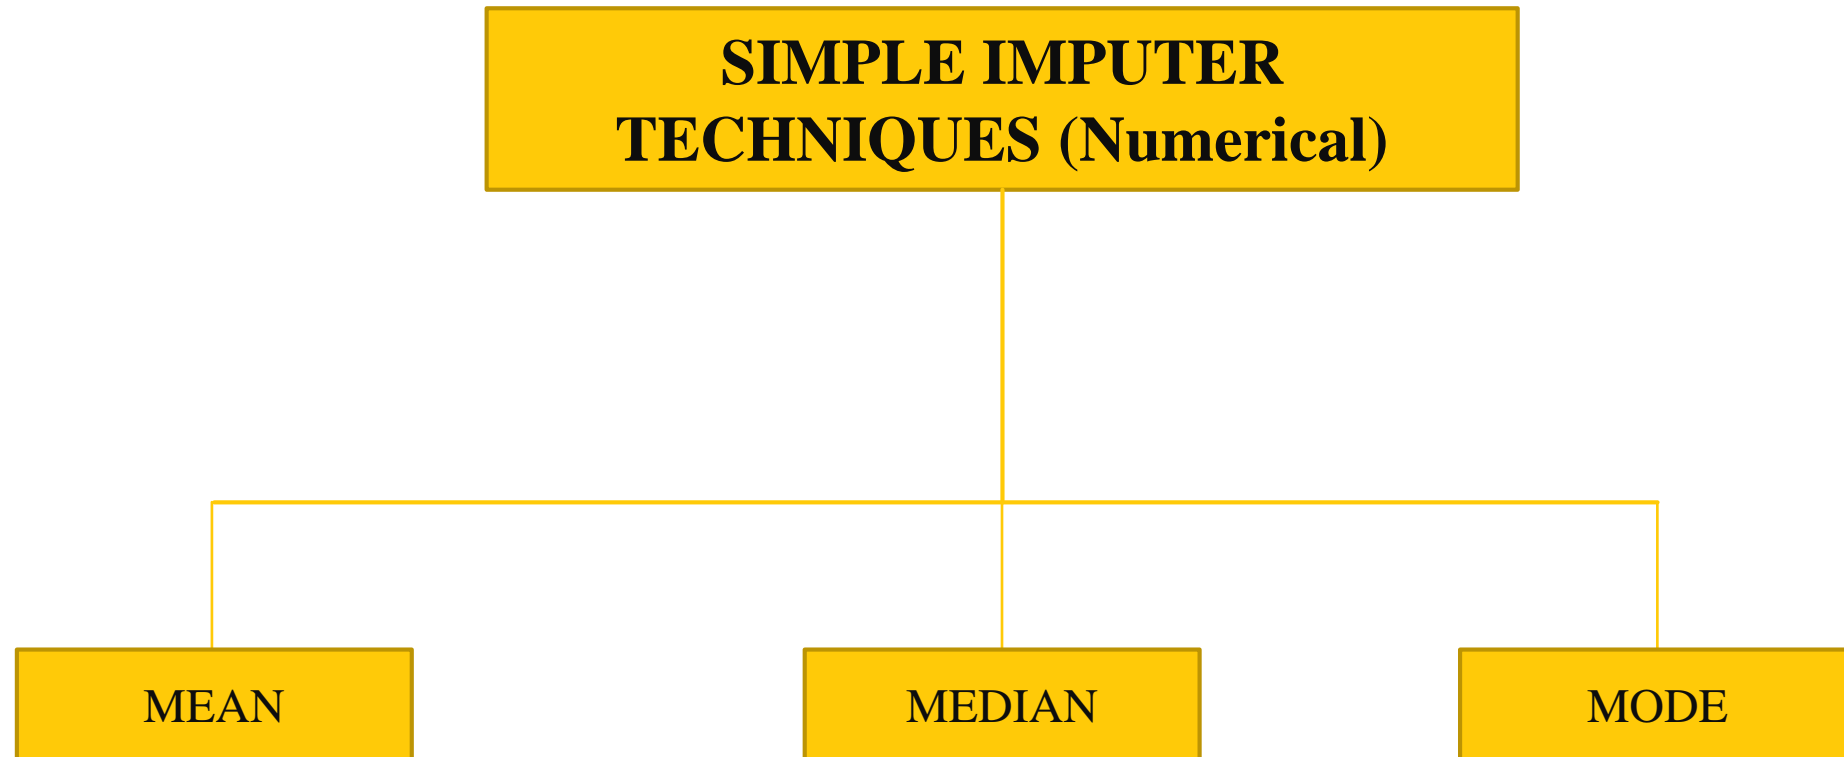 SIMPLE IMPUTER
TECHNIQUES (Numerical)
MEAN
MEDIAN
MODE